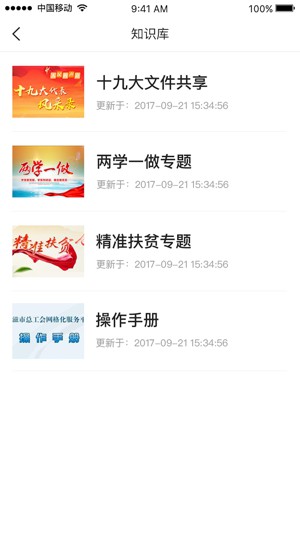 中国移动
9:41 AM
100%
知识库
十九大代表
风采录
十九大文件共享
更新于：2017-09-21 15:34:56
两学一做
两学一做专题
更新于：2017-09-21 15:34:56
精准扶贫
精准扶贫专题
更新于：2017-09-21 15:34:56
市总工会网格化服务平
操作手册
操作手册
更新于：2017-09-21 15:34:56